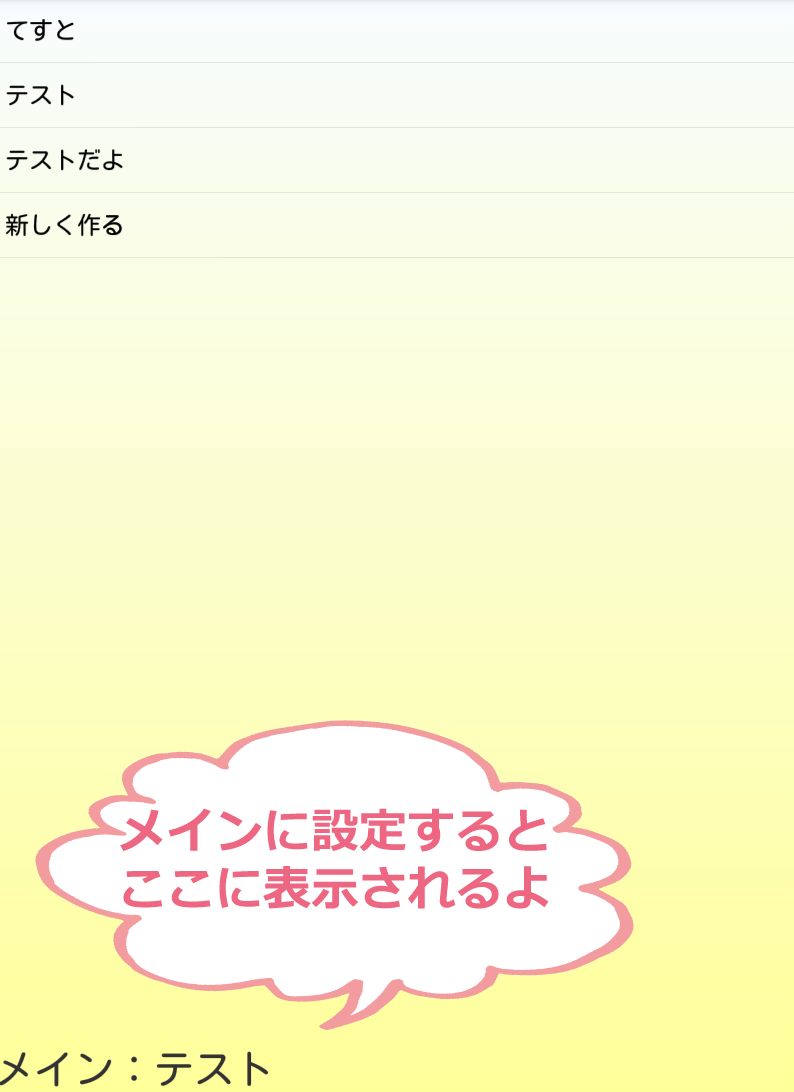 てすと
テスト
テストだよ
新しく作る
メインに設定すると
ここに表示されるよ
メイン：テスト